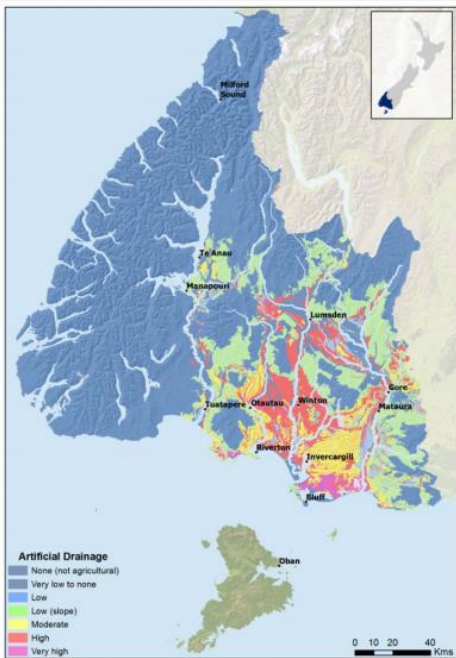 Milford
Sound
Te Anau
Manapouri
Lumsden
Gore
Mataura
Tuatapere
Otautau
Winton
Riverton
Invercargill
Bluff
Oban
Artificial Drainage
None (not agricultural)
Very low to none
Low
Low (slope)
Moderate
High
Very high
0 10 20 40
Kms